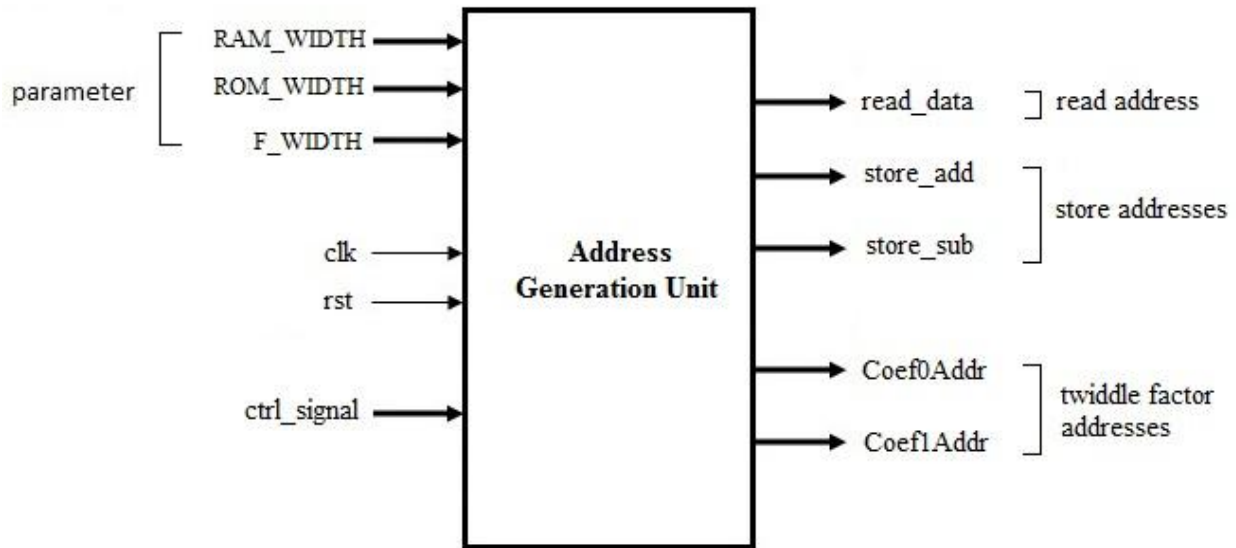 parameter
RAM_WIDTH
ROM_WIDTH
F_WIDTH
clk
rst
ctrl_signal
Address
Generation Unit
read_data
read address
store_add
store_sub
store addresses
Coef0Addr
Coef1Addr
twiddle factor
addresses